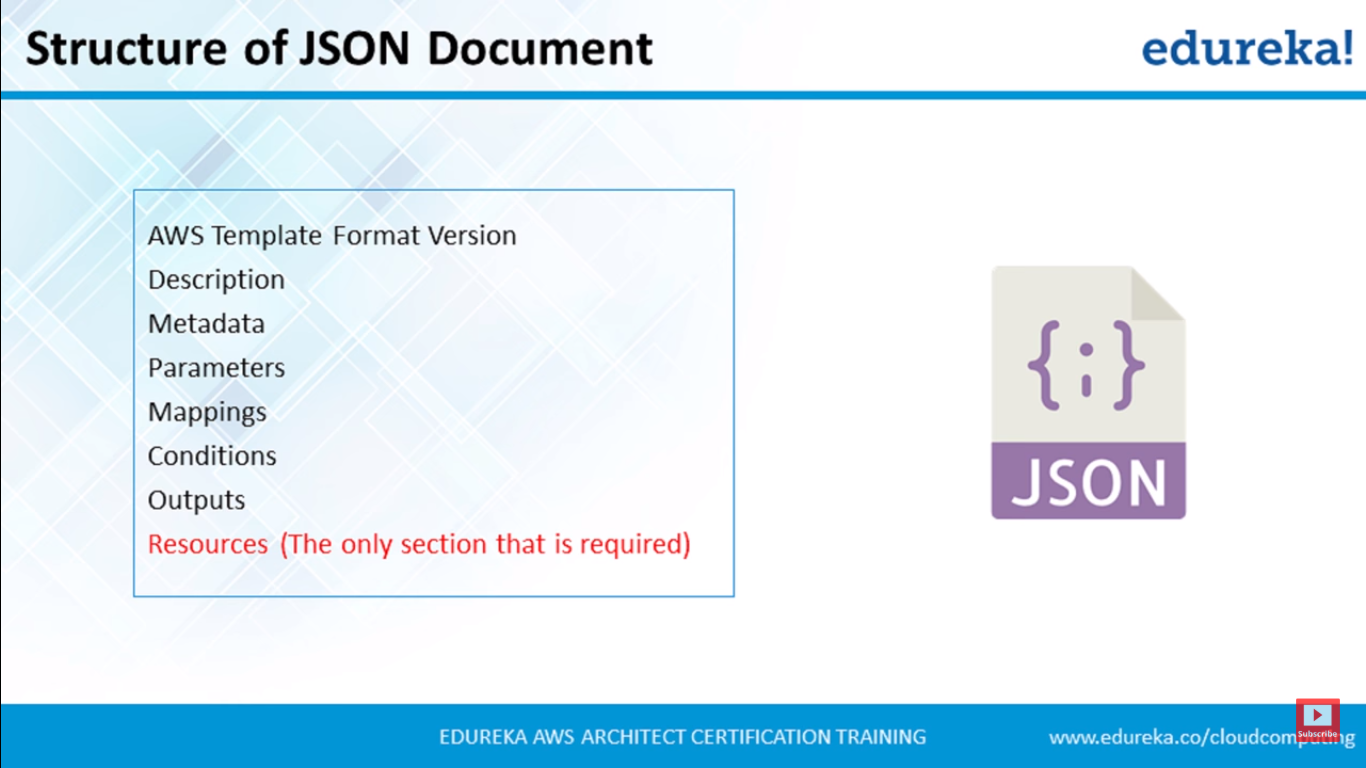 Structure of JSON Document
edureka!
AWS Template Format Version
Description
Metadata
Parameters
Mappings
Conditions
Outputs
Resources (The only section that is required)
{;}
JSON
EDUREKA AWS ARCHITECT CERTIFICATION TRAINING
www.edureka.co/cloudcomputing
Subscribe